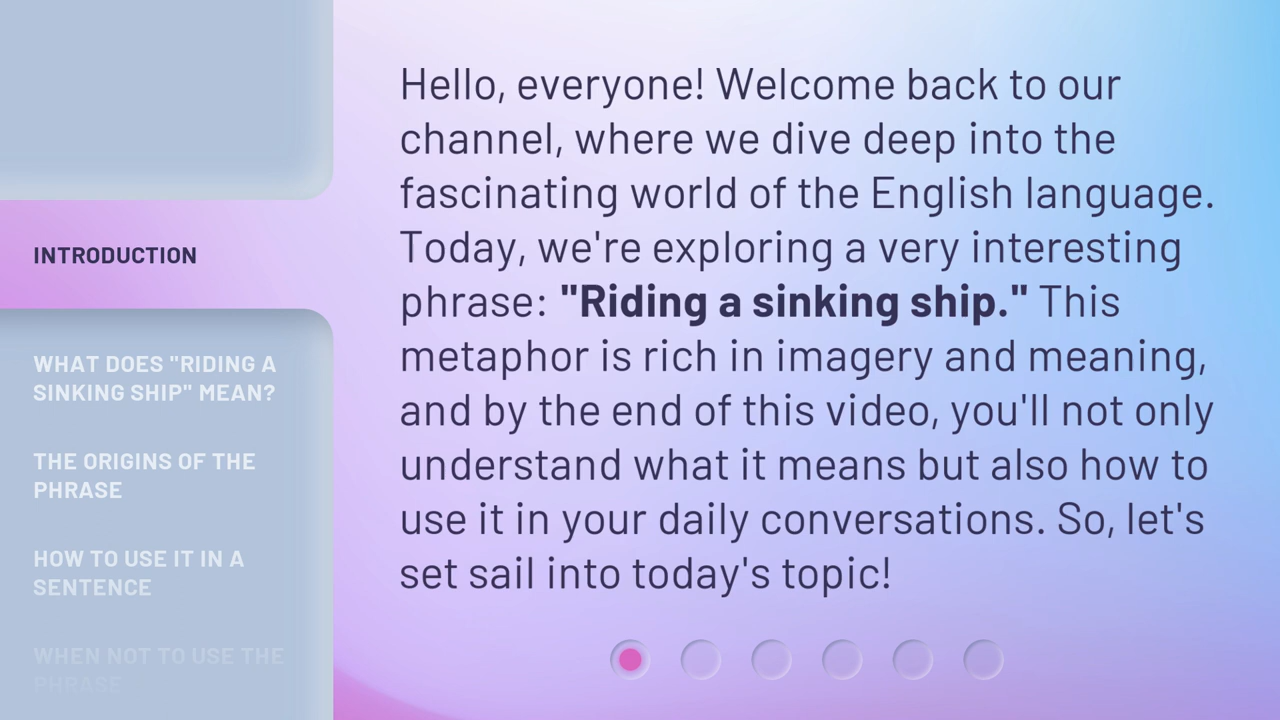 INTRODUCTION
WHAT DOES "RIDING A
SINKING SHIP" MEAN?
THE ORIGINS OF THE
PHRASE
HOW TO USE IT IN A
SENTENCE
WHEN NOT TO USE THE
PHRASE
Hello, everyone! Welcome back to our
channel, where we dive deep into the
fascinating world of the English language.
Today, we're exploring a very interesting
phrase: "Riding a sinking ship." This
metaphor is rich in imagery and meaning,
and by the end of this video, you'll not only
understand what it means but also how to
use it in your daily conversations. So, let's
set sail into today's topic!